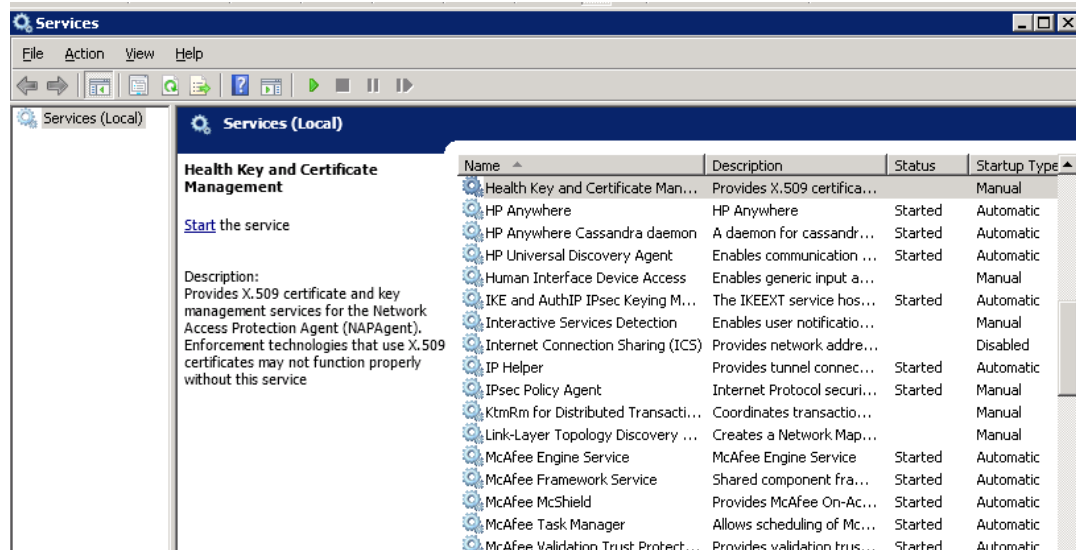 Services
File Action View Help
Services (Local)
Services (Local)
Health Key and Certificate
Management
Start the service
Description:
Provides X.509 certificate and key
management services for the Network
Access Protection Agent (NAPAgent).
Enforcement technologies that use X.509
certificates may not function properly
without this service
Name Description Status Startup Type
Health Key and Certificate Man... Provides X.509 certifica... Manual
HP Anywhere HP Anywhere Started Automatic
HP Anywhere Cassandra daemon A daemon for cassandr... Started Automatic
HP Universal Discovery Agent Enables communication ... Started Automatic
Human Interface Device Access Enables generic input a... Manual
IKE and AuthIP IPsec Keying M... The IKEEXT service hos... Started Automatic
Interactive Services Detection Enables user notificatio... Manual
Internet Connection Sharing (ICS) Provides network addre... Disabled
IP Helper Provides tunnel connec... Started Automatic
IPsec Policy Agent Internet Protocol securi... Started Manual
KtmRm for Distributed Transacti... Coordinates transactio... Manual
Link-Layer Topology Discovery ... Creates a Network Map... Manual
McAfee Engine Service McAfee Engine Service Started Automatic
McAfee Framework Service Shared component fra... Started Automatic
McAfee McShield Provides McAfee On-Ac... Started Automatic
McAfee Task Manager Allows scheduling of Mc... Started Automatic
McAfee Validation Trust Protect... Provides validation trus... Started Automatic